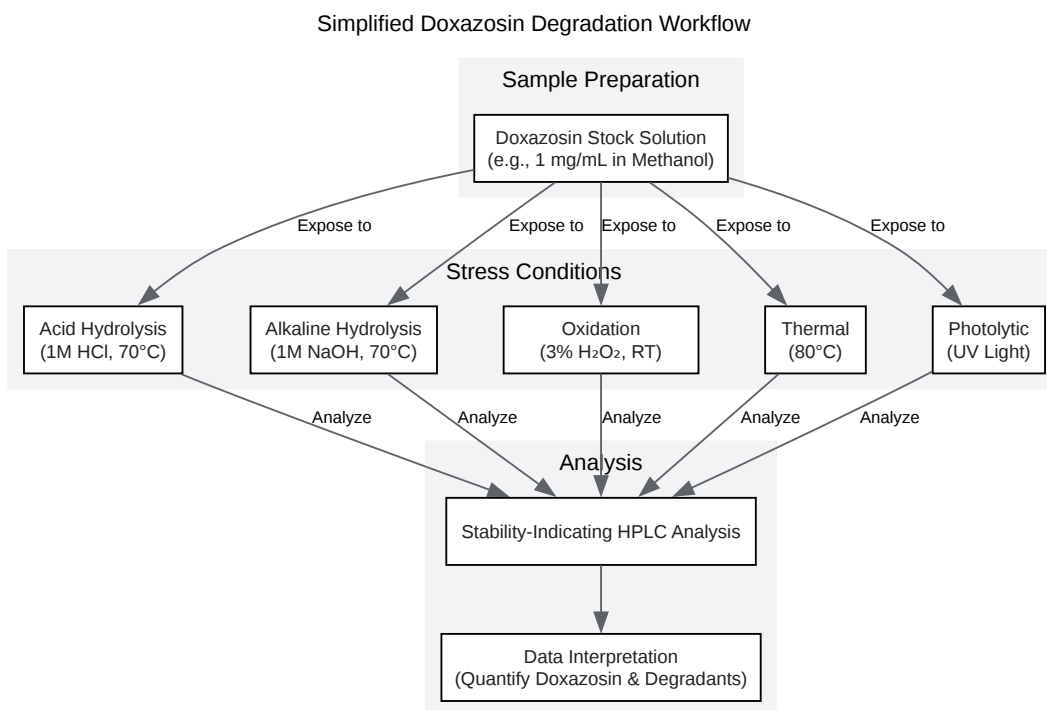 Simplified Doxazosin Degradation Workflow
Sample Preparation
Doxazosin Stock Solution
(e.g., 1 mg/mL in Methanol)
Expose to
Expose to
Expose to
Expose to
Expose to
Stress Conditions
Acid Hydrolysis
(1M HCl, 70°C)
Alkaline Hydrolysis
(1M NaOH, 70°C)
Oxidation
(3% H₂O₂, RT)
Thermal
(80°C)
Photolytic
(UV Light)
Analyze
Analyze
Analyze
Analyze
Analyze
Analysis
Stability-Indicating HPLC Analysis
Data Interpretation
(Quantify Doxazosin & Degradants)